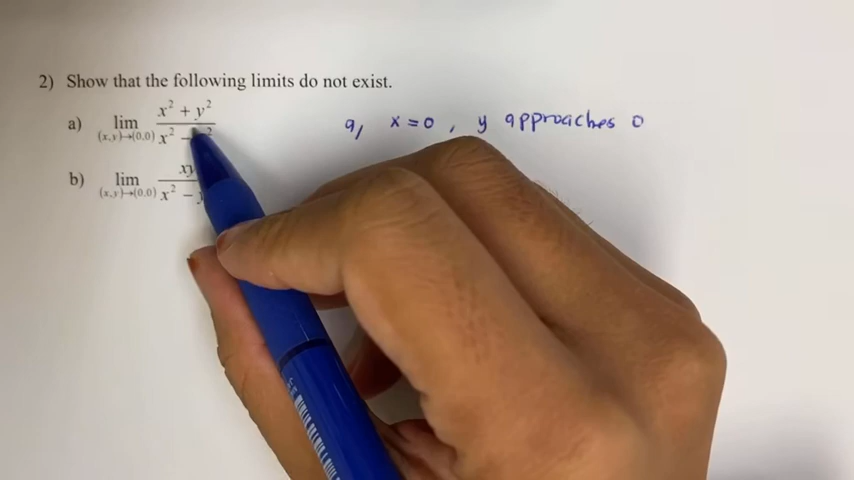 2) Show that the following limits do not exist.
a) lim (x,y)→(0,0) x² + y² / x² - ²
a, x = 0 , y approaches 0
b) lim (x,y)→(0,0) xy / x² -